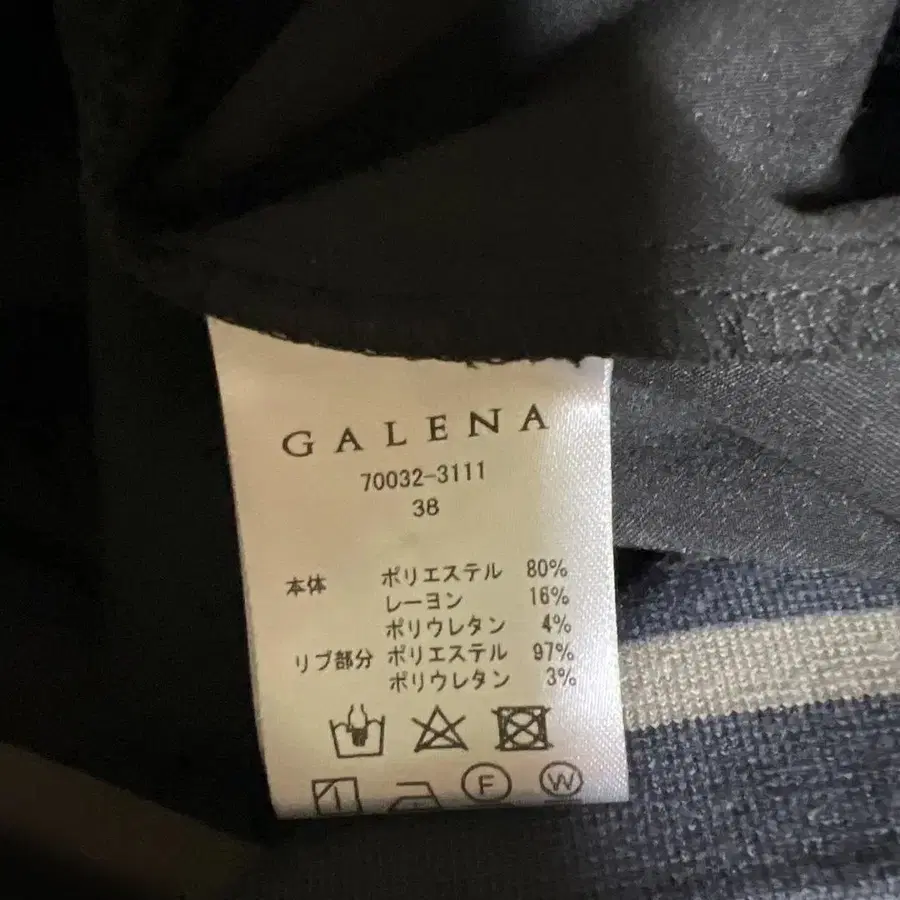 GALENA
70032-3111
38
本体 ポリエステル 80%
レーヨン 16%
ポリウレタン 4%
リブ部分 ポリエステル 97%
ポリウレタン 3%
F W